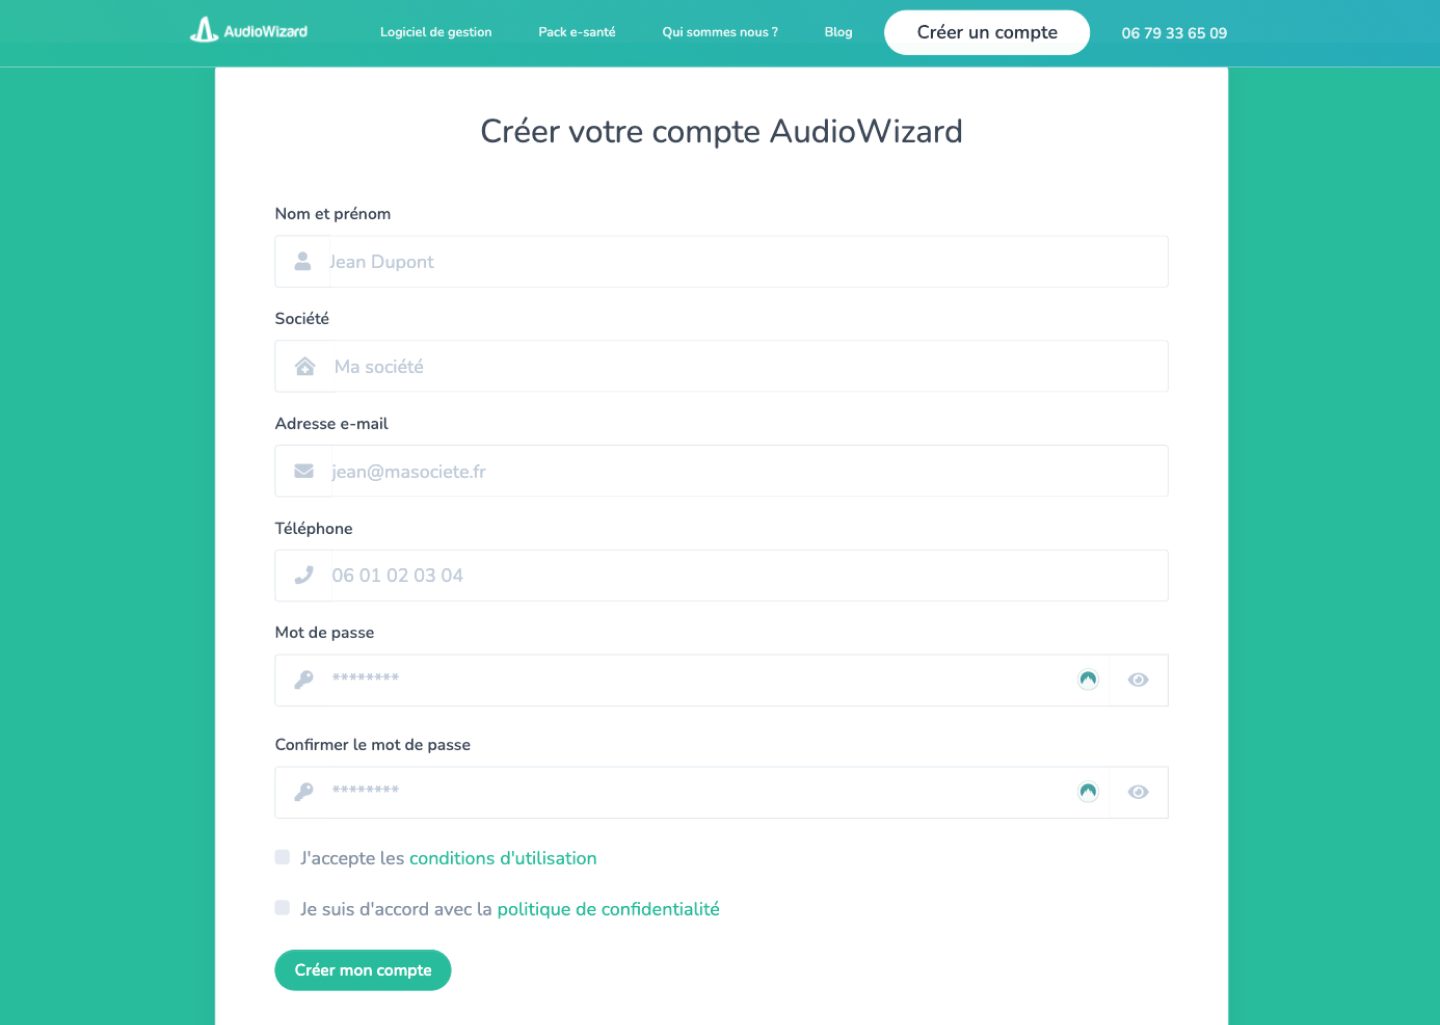 AudioWizard
Logiciel de gestion
Pack e-santé
Qui sommes nous ?
Blog
Créer un compte
06 79 33 65 09
Créer votre compte AudioWizard
Nom et prénom
Jean Dupont
Société
Ma société
Adresse e-mail
jean@masociete.fr
Téléphone
06 01 02 03 04
Mot de passe
********
Confirmer le mot de passe
********
J'accepte les conditions d'utilisation
Je suis d'accord avec la politique de confidentialité
Créer mon compte